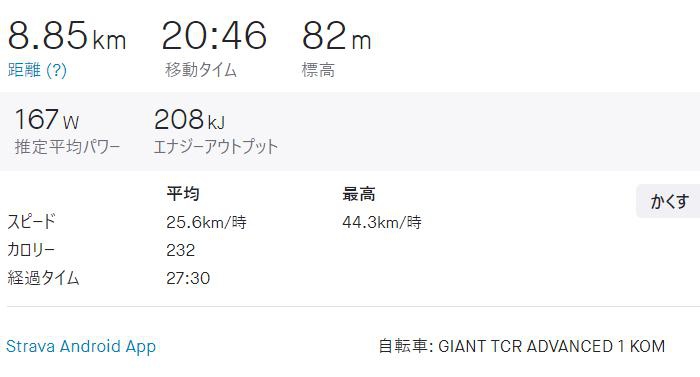 8.85km 20:46 82m
距離 (?) 移動タイム 標高
167W 208kJ
推定平均パワー エナジーアウトプット
平均 最高
かくす
スピード 25.6km/時 44.3km/時
カロリー 232
経過タイム 27:30
Strava Android App 自転車: GIANT TCR ADVANCED 1 KOM